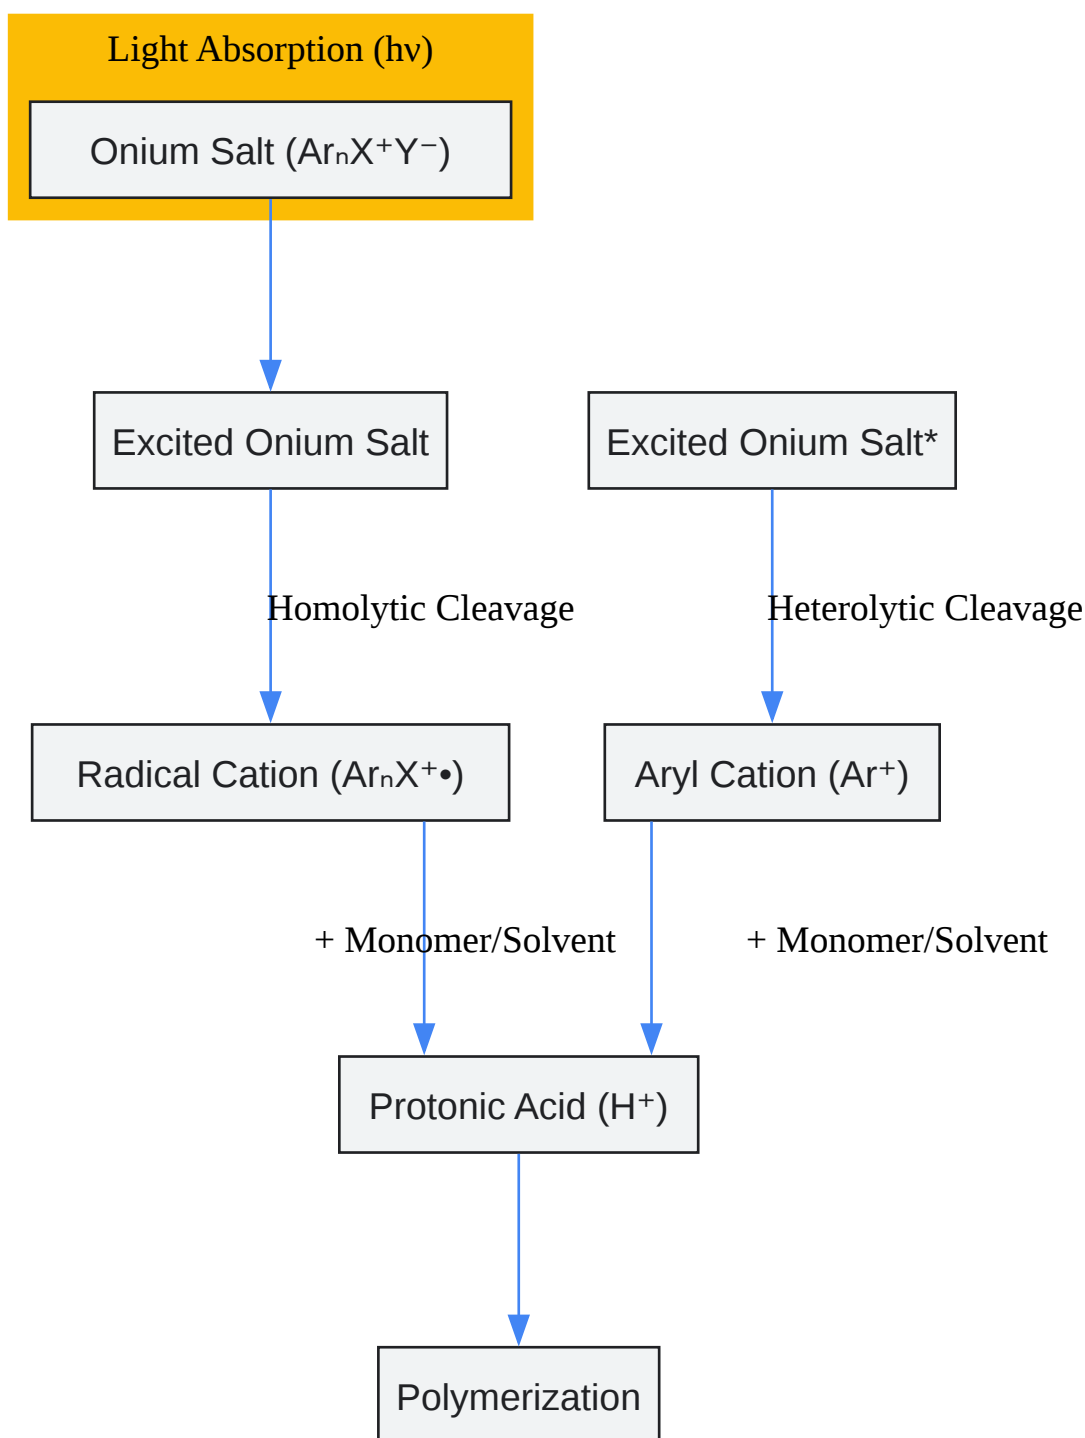 Light Absorption (hν)
Onium Salt (ArₙX⁺Y⁻)
Excited Onium Salt
Excited Onium Salt*
Homolytic Cleavage
Heterolytic Cleavage
Radical Cation (ArₙX⁺•)
Aryl Cation (Ar⁺)
+ Monomer/Solvent
+ Monomer/Solvent
Protonic Acid (H⁺)
Polymerization